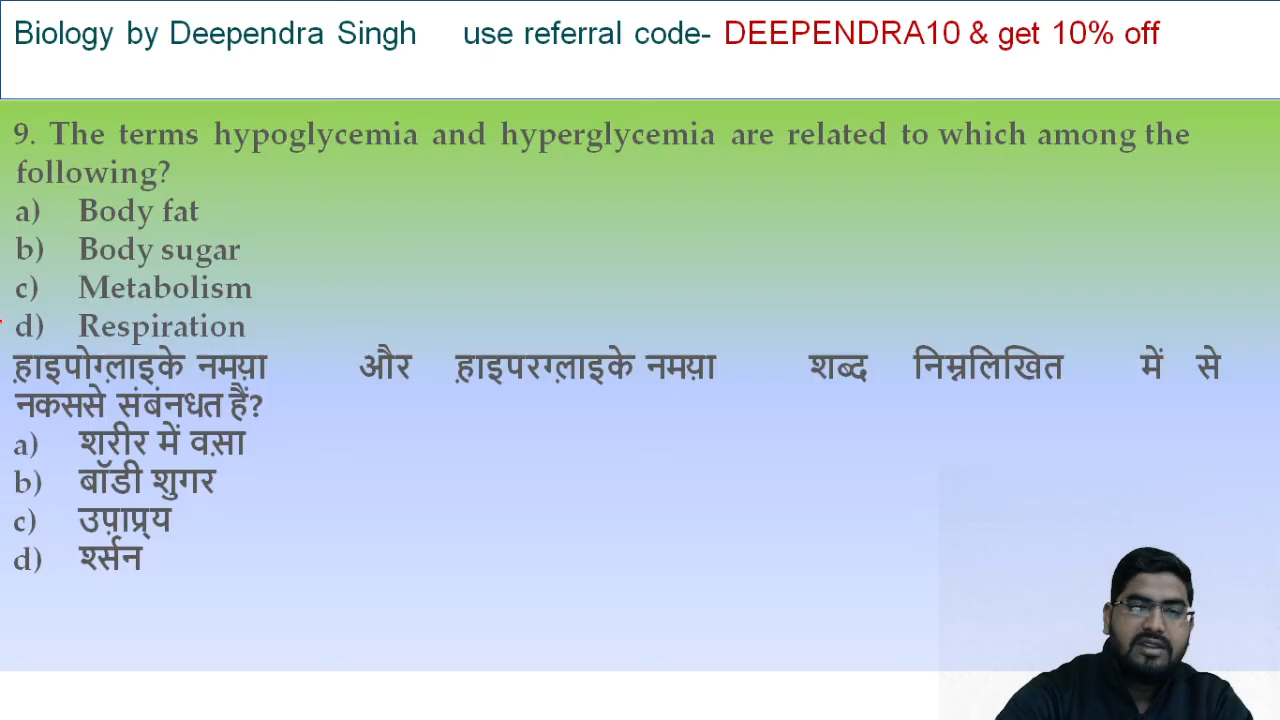 Biology by Deependra Singh use referral code- DEEPENDRA10 & get 10% off
9. The terms hypoglycemia and hyperglycemia are related to which among the
following?
a) Body fat
b) Body sugar
c) Metabolism
d) Respiration
ह़ाइपोग्ल़ाइके नमय़ा और ह़ाइपरग्ल़ाइके नमय़ा शब्द निम्नलिखित में से
नकससे संबंनधत हैं?
a) शरीर में वस़ा
b) बॉडी शुगर
c) उप़ाप्र्य
d) श्र्सन